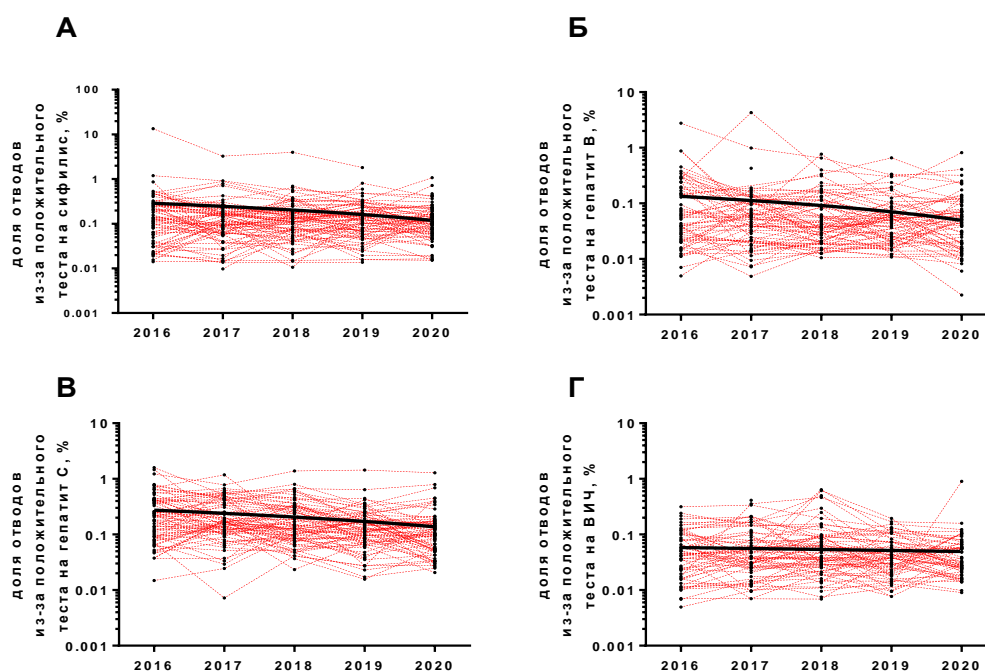 А
доля отводов
из-за положительного
теста на сифилис, %
100
10
1
0.1
0.01
0.001
2016 2017 2018 2019 2020
Б
доля отводов
из-за положительного
теста на гепатит В, %
10
1
0.1
0.01
0.001
2016 2017 2018 2019 2020
В
доля отводов
из-за положительного
теста на гепатит С, %
10
1
0.1
0.01
0.001
2016 2017 2018 2019 2020
Г
доля отводов
из-за положительного
теста на ВИЧ, %
10
1
0.1
0.01
0.001
2016 2017 2018 2019 2020